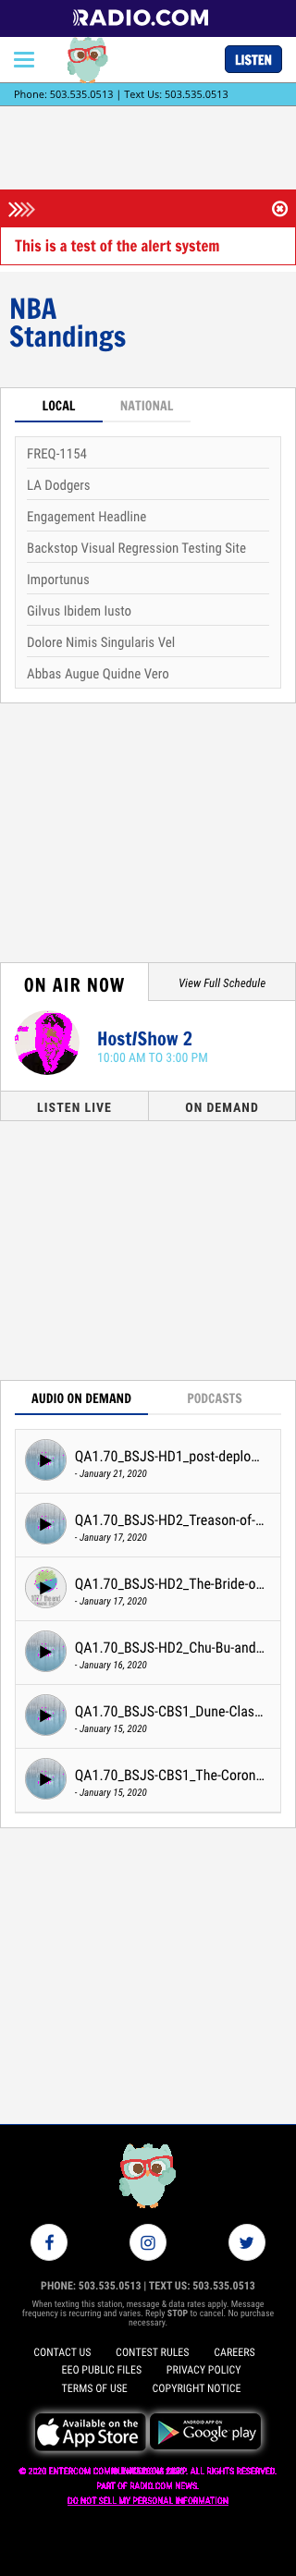 RADIO.COM
LISTEN
Phone: 503.535.0513 | Text Us: 503.535.0513
This is a test of the alert system
NBA
Standings
LOCAL NATIONAL
FREQ-1154
LA Dodgers
Engagement Headline
Backstop Visual Regression Testing Site
Importunus
Gilvus Ibidem Iusto
Dolore Nimis Singularis Vel
Abbas Augue Quidne Vero
ON AIR NOW View Full Schedule
Host/Show 2
10:00 AM TO 3:00 PM
LISTEN LIVE ON DEMAND
AUDIO ON DEMAND PODCASTS
QA1.70_BSJS-HD1_post-deplo...
- January 21, 2020
QA1.70_BSJS-HD2_Treason-of-...
- January 17, 2020
QA1.70_BSJS-HD2_The-Bride-o...
- January 17, 2020
QA1.70_BSJS-HD2_Chu-Bu-and...
- January 16, 2020
QA1.70_BSJS-CBS1_Dune-Clas...
- January 15, 2020
QA1.70_BSJS-CBS1_The-Coron...
- January 15, 2020
PHONE: 503.535.0513 | TEXT US: 503.535.0513
When texting this station, message & data rates apply. Message
frequency is recurring and varies. Reply STOP to cancel. No purchase
necessary.
CONTACT US CONTEST RULES CAREERS
EEO PUBLIC FILES PRIVACY POLICY
TERMS OF USE COPYRIGHT NOTICE
Available on the App Store
ANDROID APP ON Google play
© 2020 ENTERCOM ALL RIGHTS RESERVED.
PART OF RADIO.COM NEWS.
DO NOT SELL MY PERSONAL INFORMATION